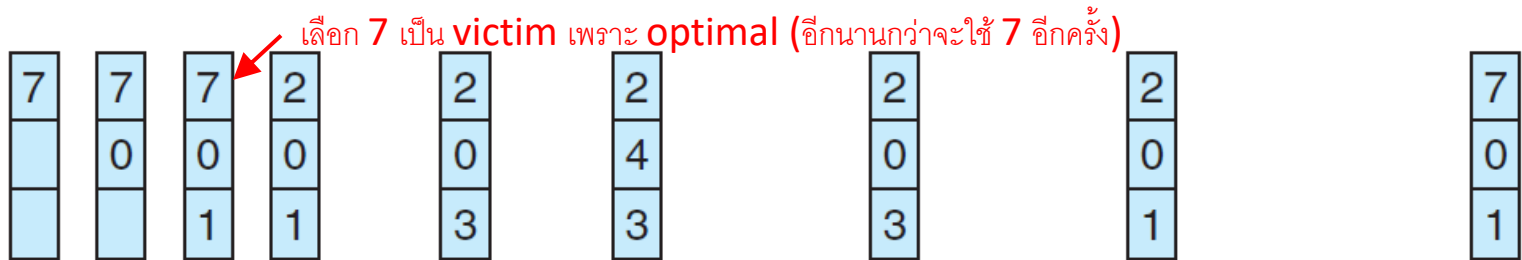 เลือก 7 เป็น victim เพราะ optimal (อีกนานกว่าจะใช้ 7 อีกครั้ง)
7 7 7 2 2 2 2 2 7
0 0 0 0 4 0 0 0
1 1 3 3 3 1 1